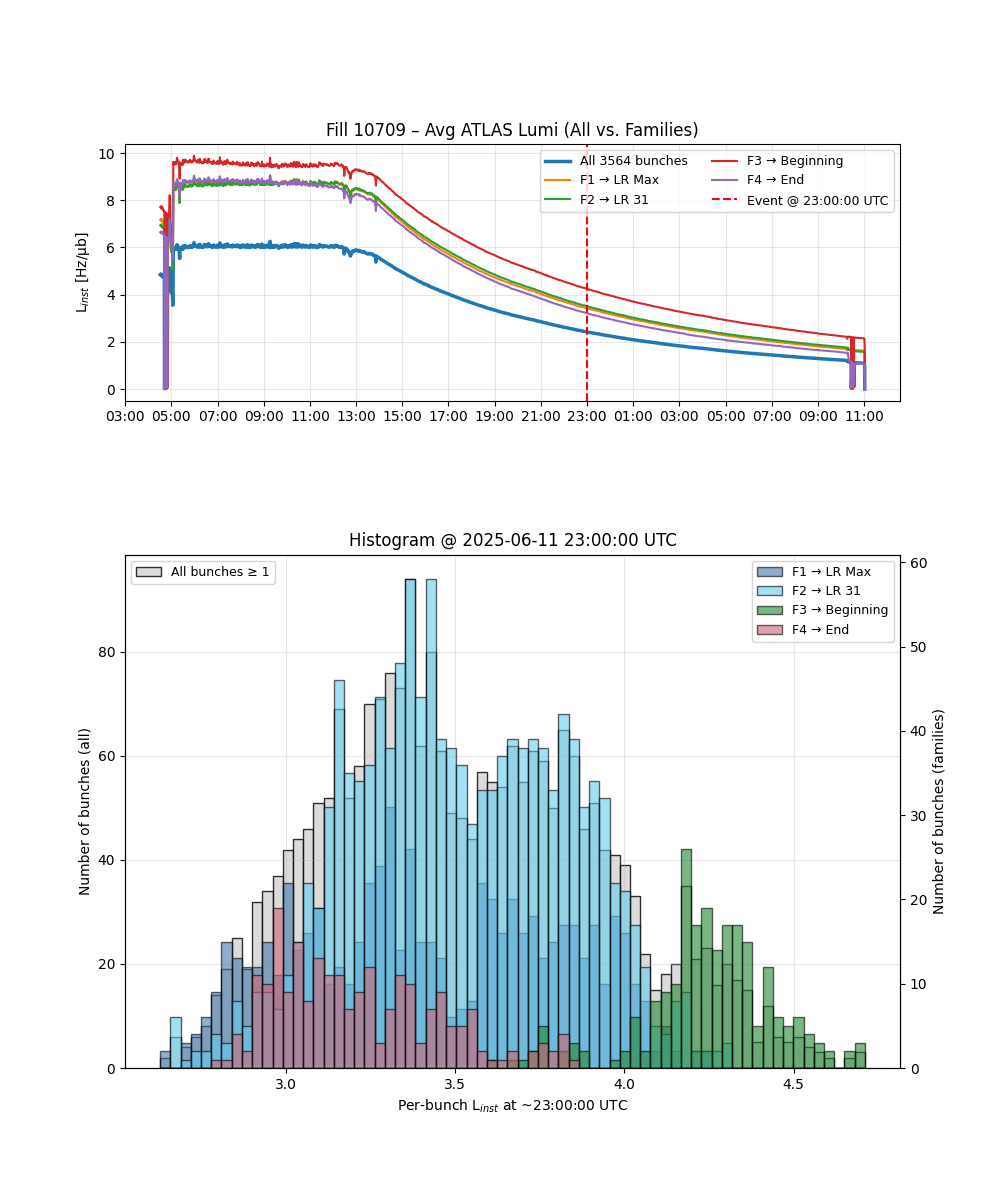 Fill 10709 – Avg ATLAS Lumi (All vs. Families)
L_inst [Hz/μb]
10
8
6
4
2
0
All 3564 bunches
F1 → LR Max
F2 → LR 31
F3 → Beginning
F4 → End
Event @ 23:00:00 UTC
03:00 05:00 07:00 09:00 11:00 13:00 15:00 17:00 19:00 21:00 23:00 01:00 03:00 05:00 07:00 09:00 11:00
Histogram @ 2025-06-11 23:00:00 UTC
Number of bunches (all)
80
60
40
20
0
All bunches ≥ 1
F1 → LR Max
F2 → LR 31
F3 → Beginning
F4 → End
60
50
40
30
20
10
0
Number of bunches (families)
3.0 3.5 4.0 4.5
Per-bunch L_inst at ~23:00:00 UTC